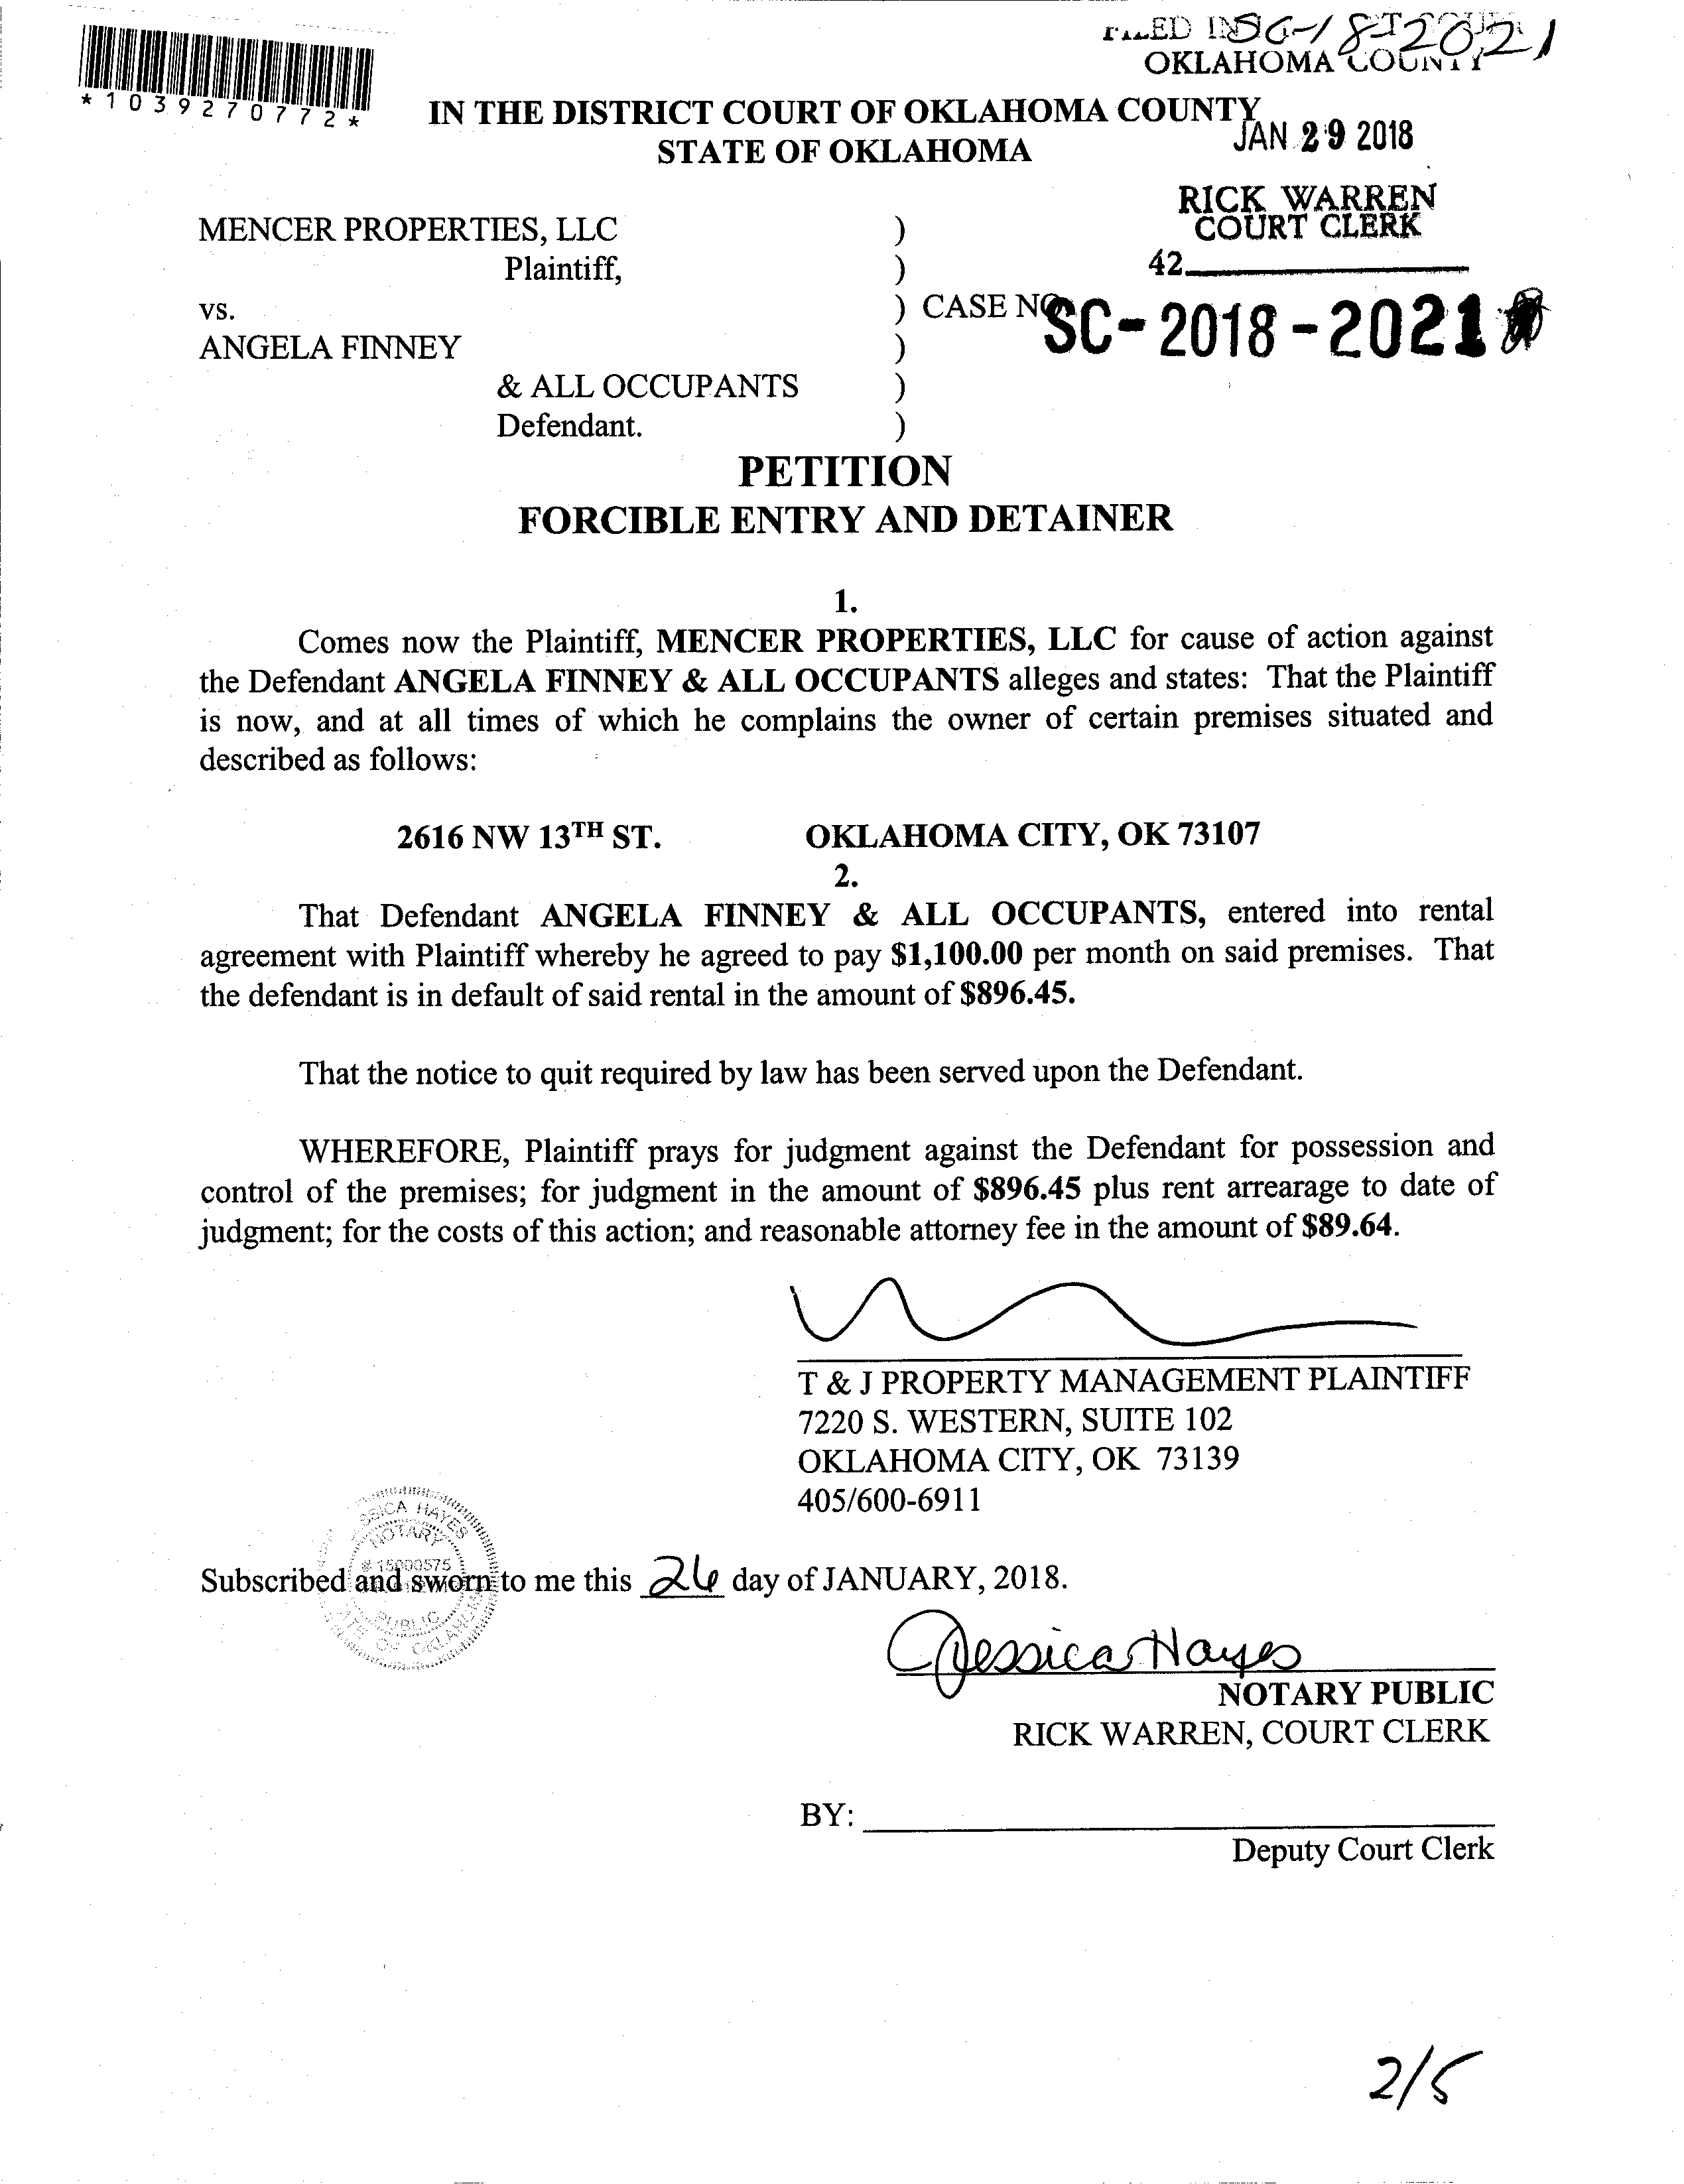 FILED IN DISTRICT COURT
SC-18-2021
OKLAHOMA COUNTY
*1039270772*
IN THE DISTRICT COURT OF OKLAHOMA COUNTY
STATE OF OKLAHOMA
JAN 29 2018
RICK WARREN
COURT CLERK
42
MENCER PROPERTIES, LLC )
Plaintiff, )
vs. ) CASE NO.
SC-2018-2021
ANGELA FINNEY )
& ALL OCCUPANTS )
Defendant. )
PETITION
FORCIBLE ENTRY AND DETAINER
1.
Comes now the Plaintiff, MENCER PROPERTIES, LLC for cause of action against
the Defendant ANGELA FINNEY & ALL OCCUPANTS alleges and states: That the Plaintiff
is now, and at all times of which he complains the owner of certain premises situated and
described as follows:
2616 NW 13TH ST. OKLAHOMA CITY, OK 73107
2.
That Defendant ANGELA FINNEY & ALL OCCUPANTS, entered into rental
agreement with Plaintiff whereby he agreed to pay $1,100.00 per month on said premises. That
the defendant is in default of said rental in the amount of $896.45.
That the notice to quit required by law has been served upon the Defendant.
WHEREFORE, Plaintiff prays for judgment against the Defendant for possession and
control of the premises; for judgment in the amount of $896.45 plus rent arrearage to date of
judgment; for the costs of this action; and reasonable attorney fee in the amount of $89.64.
T & J PROPERTY MANAGEMENT PLAINTIFF
7220 S. WESTERN, SUITE 102
OKLAHOMA CITY, OK 73139
405/600-6911
JESSICA HAYES
NOTARY
# 15000575
PUBLIC
STATE OF OKLAHOMA
Subscribed and sworn to me this 26 day of JANUARY, 2018.
Jessica Hayes
NOTARY PUBLIC
RICK WARREN, COURT CLERK
BY:
Deputy Court Clerk
2/5